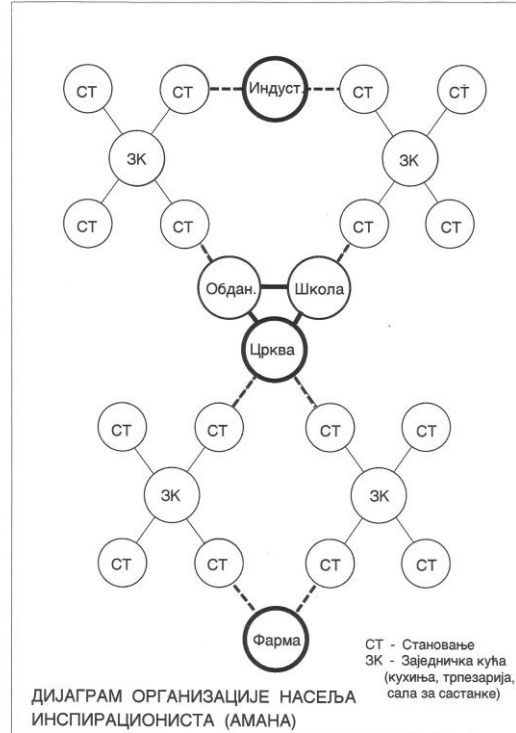 СТ
СТ
Индуст.
СТ
СТ
ЗК
ЗК
СТ
СТ
СТ
СТ
Обдан.
Школа
Црква
СТ
СТ
СТ
СТ
ЗК
ЗК
СТ
СТ
СТ
СТ
Фарма
СТ - Становање
ЗК - Заједничка кућа
(кухиња, трпезарија,
сала за састанке)
ДИЈАГРАМ ОРГАНИЗАЦИЈЕ НАСЕЉА
ИНСПИРАЦИОНИСТА (АМАНА)